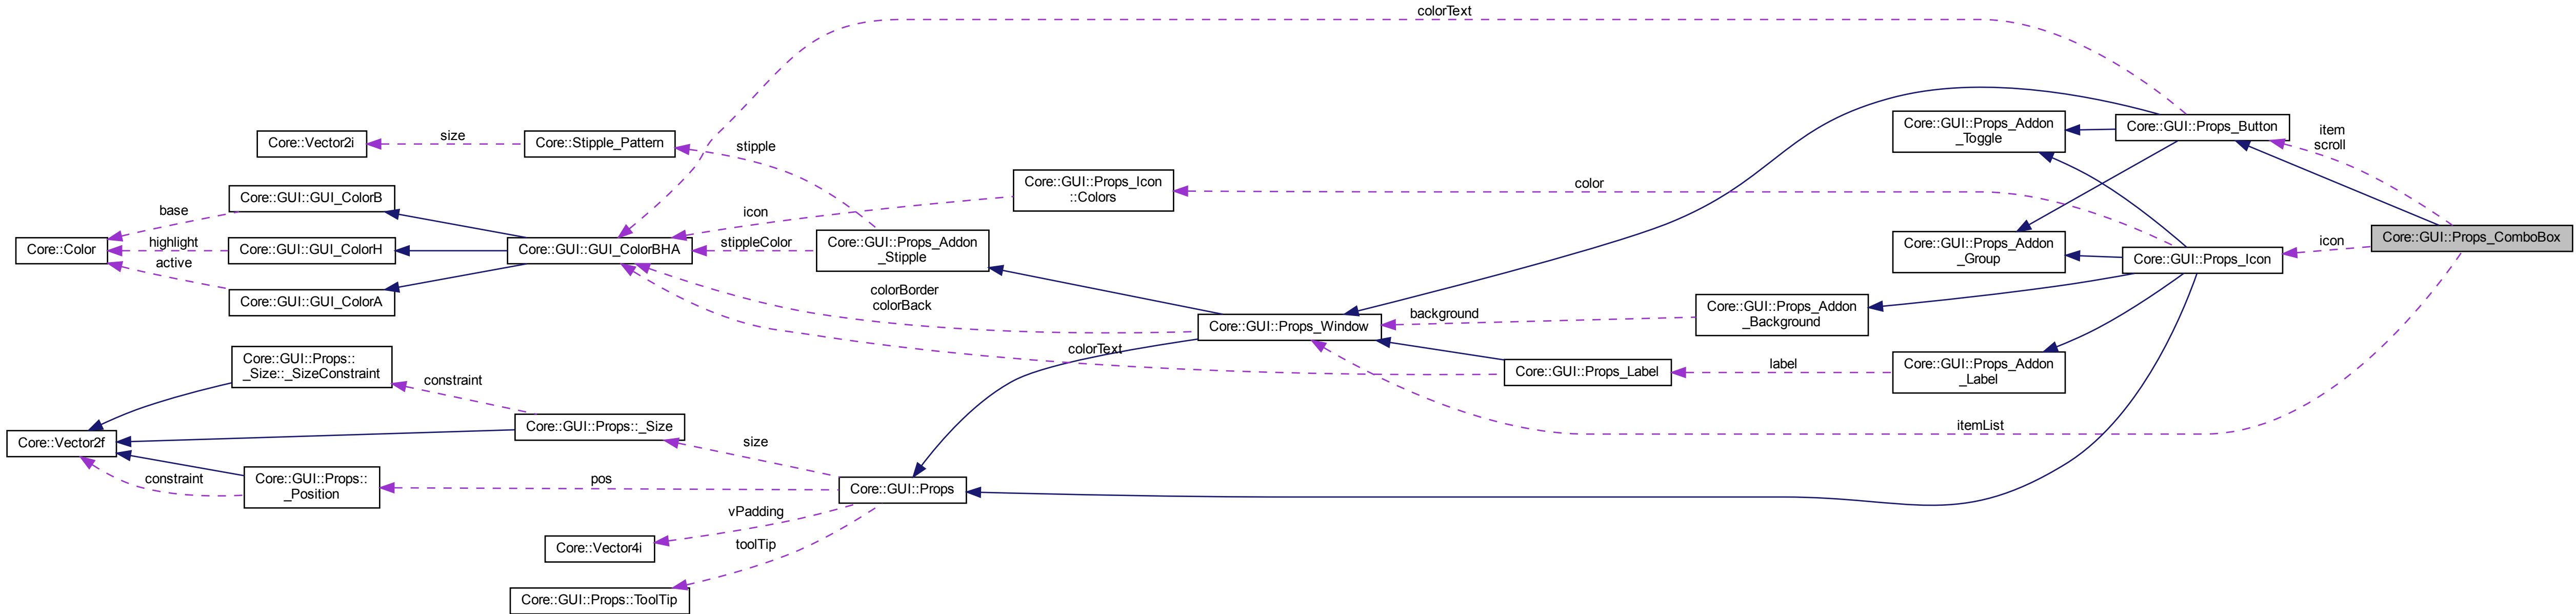 colorText
Core::GUI::Props_Addon
_Toggle
Core::GUI::Props_Button
item
scroll
Core::Vector2i
size
Core::Stipple_Pattern
stipple
Core::GUI::Props_Icon
::Colors
color
Core::GUI::GUI_ColorB
base
icon
Core::Color
highlight
Core::GUI::GUI_ColorH
Core::GUI::GUI_ColorBHA
stippleColor
Core::GUI::Props_Addon
_Stipple
Core::GUI::Props_Addon
_Group
Core::GUI::Props_Icon
icon
Core::GUI::Props_ComboBox
active
Core::GUI::GUI_ColorA
colorBorder
colorBack
Core::GUI::Props_Window
background
Core::GUI::Props_Addon
_Background
colorText
Core::GUI::Props_Label
label
Core::GUI::Props_Addon
_Label
Core::GUI::Props::
_Size::_SizeConstraint
constraint
Core::GUI::Props::_Size
itemList
Core::Vector2f
size
constraint
Core::GUI::Props::
_Position
pos
Core::GUI::Props
vPadding
Core::Vector4i
toolTip
Core::GUI::Props::ToolTip